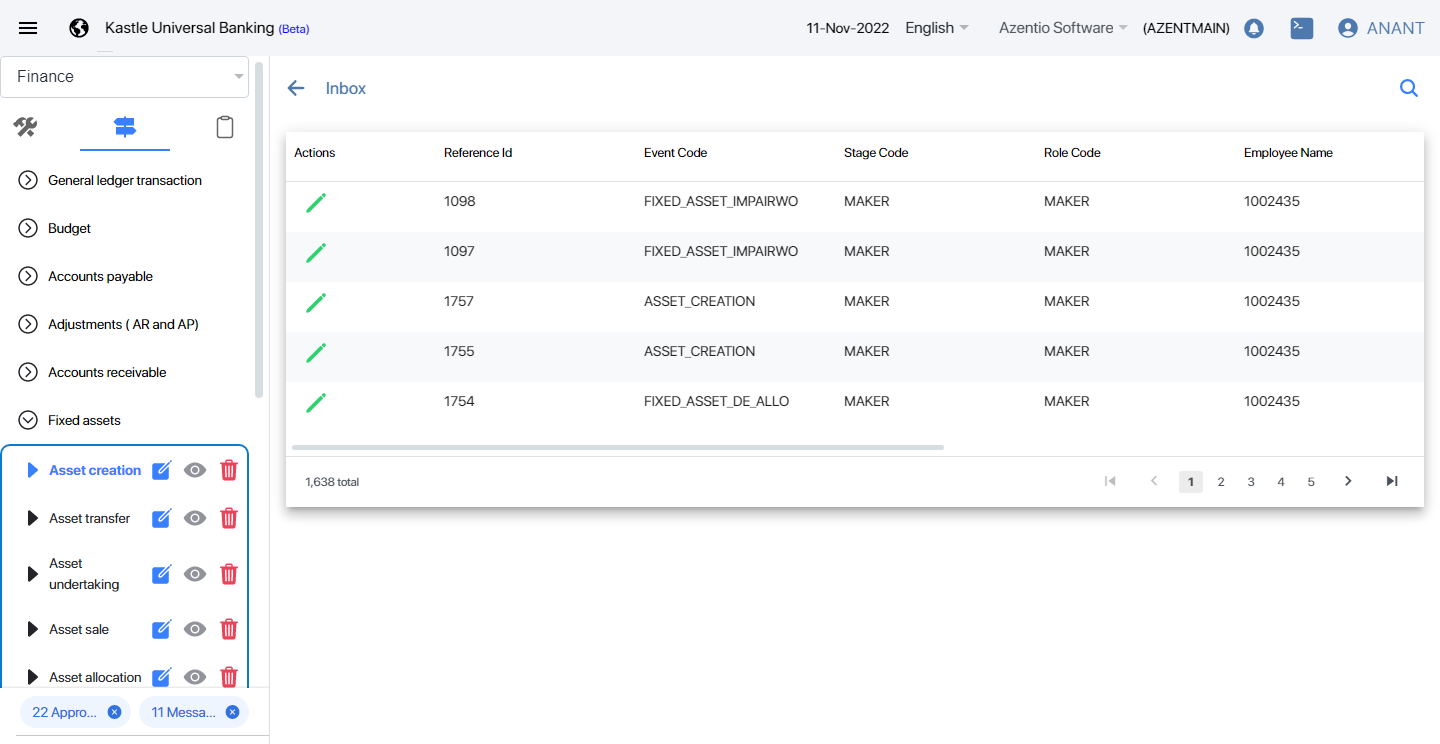 Kastle Universal Banking (Beta)
11-Nov-2022 English Azentio Software (AZENTMAIN) ANANT
Finance
General ledger transaction
Budget
Accounts payable
Adjustments ( AR and AP)
Accounts receivable
Fixed assets
Asset creation
Asset transfer
Asset
undertaking
Asset sale
Asset allocation
22 Appro... 11 Messa...
Inbox
Actions Reference Id Event Code Stage Code Role Code Employee Name
1098 FIXED_ASSET_IMPAIRWO MAKER MAKER 1002435
1097 FIXED_ASSET_IMPAIRWO MAKER MAKER 1002435
1757 ASSET_CREATION MAKER MAKER 1002435
1755 ASSET_CREATION MAKER MAKER 1002435
1754 FIXED_ASSET_DE_ALLO MAKER MAKER 1002435
1,638 total 1 2 3 4 5